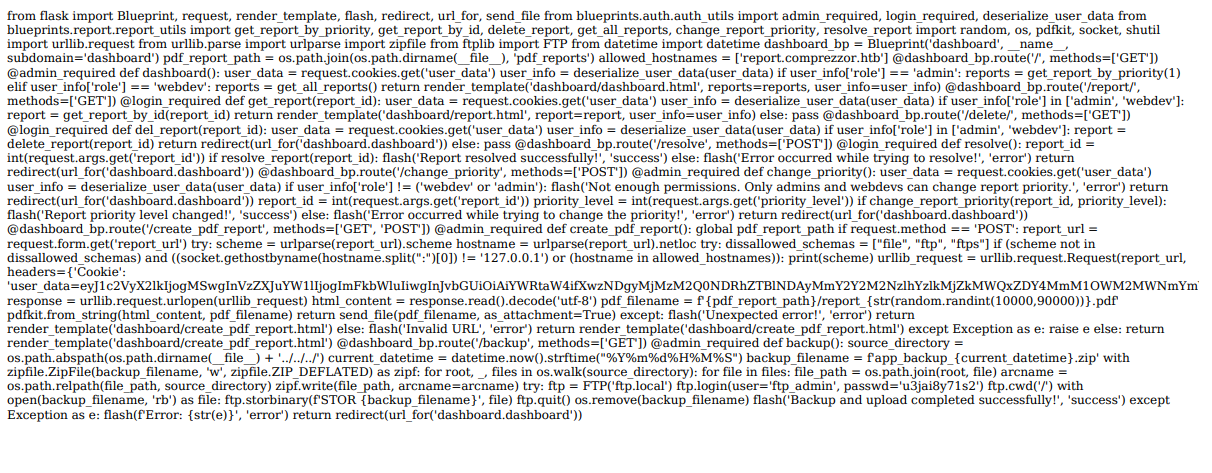 from flask import Blueprint, request, render_template, flash, redirect, url_for, send_file from blueprints.auth.auth_utils import admin_required, login_required, deserialize_user_data from
blueprints.report.report_utils import get_report_by_priority, get_report_by_id, delete_report, get_all_reports, change_report_priority, resolve_report import random, os, pdfkit, socket, shutil
import urllib.request from urllib.parse import urlparse import zipfile from ftplib import FTP from datetime import datetime dashboard_bp = Blueprint('dashboard', __name__,
subdomain='dashboard') pdf_report_path = os.path.join(os.path.dirname(__file__), 'pdf_reports') allowed_hostnames = ['report.comprezzor.htb'] @dashboard_bp.route('/', methods=['GET'])
@admin_required def dashboard(): user_data = request.cookies.get('user_data') user_info = deserialize_user_data(user_data) if user_info['role'] == 'admin': reports = get_report_by_priority(1)
elif user_info['role'] == 'webdev': reports = get_all_reports() return render_template('dashboard/dashboard.html', reports=reports, user_info=user_info) @dashboard_bp.route('/report/',
methods=['GET']) @login_required def get_report(report_id): user_data = request.cookies.get('user_data') user_info = deserialize_user_data(user_data) if user_info['role'] in ['admin', 'webdev']:
report = get_report_by_id(report_id) return render_template('dashboard/report.html', report=report, user_info=user_info) else: pass @dashboard_bp.route('/delete/', methods=['GET'])
@login_required def del_report(report_id): user_data = request.cookies.get('user_data') user_info = deserialize_user_data(user_data) if user_info['role'] in ['admin', 'webdev']: report =
delete_report(report_id) return redirect(url_for('dashboard.dashboard')) else: pass @dashboard_bp.route('/resolve', methods=['POST']) @login_required def resolve(): report_id =
int(request.args.get('report_id')) if resolve_report(report_id): flash('Report resolved successfully!', 'success') else: flash('Error occurred while trying to resolve!', 'error') return
redirect(url_for('dashboard.dashboard')) @dashboard_bp.route('/change_priority', methods=['POST']) @admin_required def change_priority(): user_data = request.cookies.get('user_data')
user_info = deserialize_user_data(user_data) if user_info['role'] != ('webdev' or 'admin'): flash('Not enough permissions. Only admins and webdevs can change report priority.', 'error') return
redirect(url_for('dashboard.dashboard')) report_id = int(request.args.get('report_id')) priority_level = int(request.args.get('priority_level')) if change_report_priority(report_id, priority_level):
flash('Report priority level changed!', 'success') else: flash('Error occurred while trying to change the priority!', 'error') return redirect(url_for('dashboard.dashboard'))
@dashboard_bp.route('/create_pdf_report', methods=['GET', 'POST']) @admin_required def create_pdf_report(): global pdf_report_path if request.method == 'POST': report_url =
request.form.get('report_url') try: scheme = urlparse(report_url).scheme hostname = urlparse(report_url).netloc try: dissallowed_schemas = ["file", "ftp", "ftps"] if (scheme not in
dissallowed_schemas) and ((socket.gethostbyname(hostname.split(":")[0]) != '127.0.0.1') or (hostname in allowed_hostnames)): print(scheme) urllib_request = urllib.request.Request(report_url,
headers={'Cookie':
response = urllib.request.urlopen(urllib_request) html_content = response.read().decode('utf-8') pdf_filename = f'{pdf_report_path}/report_{str(random.randint(10000,90000))}.pdf'
pdfkit.from_string(html_content, pdf_filename) return send_file(pdf_filename, as_attachment=True) except: flash('Unexpected error!', 'error') return
render_template('dashboard/create_pdf_report.html') else: flash('Invalid URL', 'error') return render_template('dashboard/create_pdf_report.html') except Exception as e: raise e else: return
render_template('dashboard/create_pdf_report.html') @dashboard_bp.route('/backup', methods=['GET']) @admin_required def backup(): source_directory =
os.path.abspath(os.path.dirname(__file__) + '../../../') current_datetime = datetime.now().strftime("%Y%m%d%H%M%S") backup_filename = f'app_backup_{current_datetime}.zip' with
zipfile.ZipFile(backup_filename, 'w', zipfile.ZIP_DEFLATED) as zipf: for root, _, files in os.walk(source_directory): for file in files: file_path = os.path.join(root, file) arcname =
os.path.relpath(file_path, source_directory) zipf.write(file_path, arcname=arcname) try: ftp = FTP('ftp.local') ftp.login(user='ftp_admin', passwd='u3jai8y71s2') ftp.cwd('/') with
open(backup_filename, 'rb') as file: ftp.storbinary(f'STOR {backup_filename}', file) ftp.quit() os.remove(backup_filename) flash('Backup and upload completed successfully!', 'success') except
Exception as e: flash(f'Error: {str(e)}', 'error') return redirect(url_for('dashboard.dashboard'))